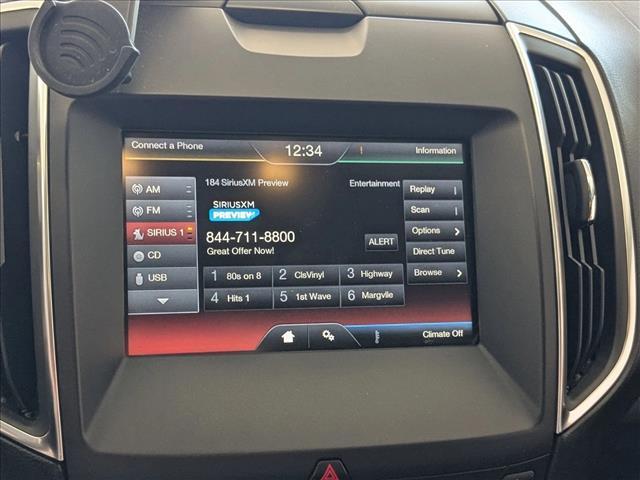 Connect a Phone
12:34
!
Information
184 SiriusXM Preview
Entertainment
AM
FM
SIRIUS 1
CD
USB
SIRIUSXM
PREVIEW
844-711-8800
Great Offer Now!
ALERT
1 80s on 8
2 ClsVinyl
3 Highway
4 Hits 1
5 1st Wave
6 Margvlle
Replay
Scan
Options
Direct Tune
Browse
Climate Off